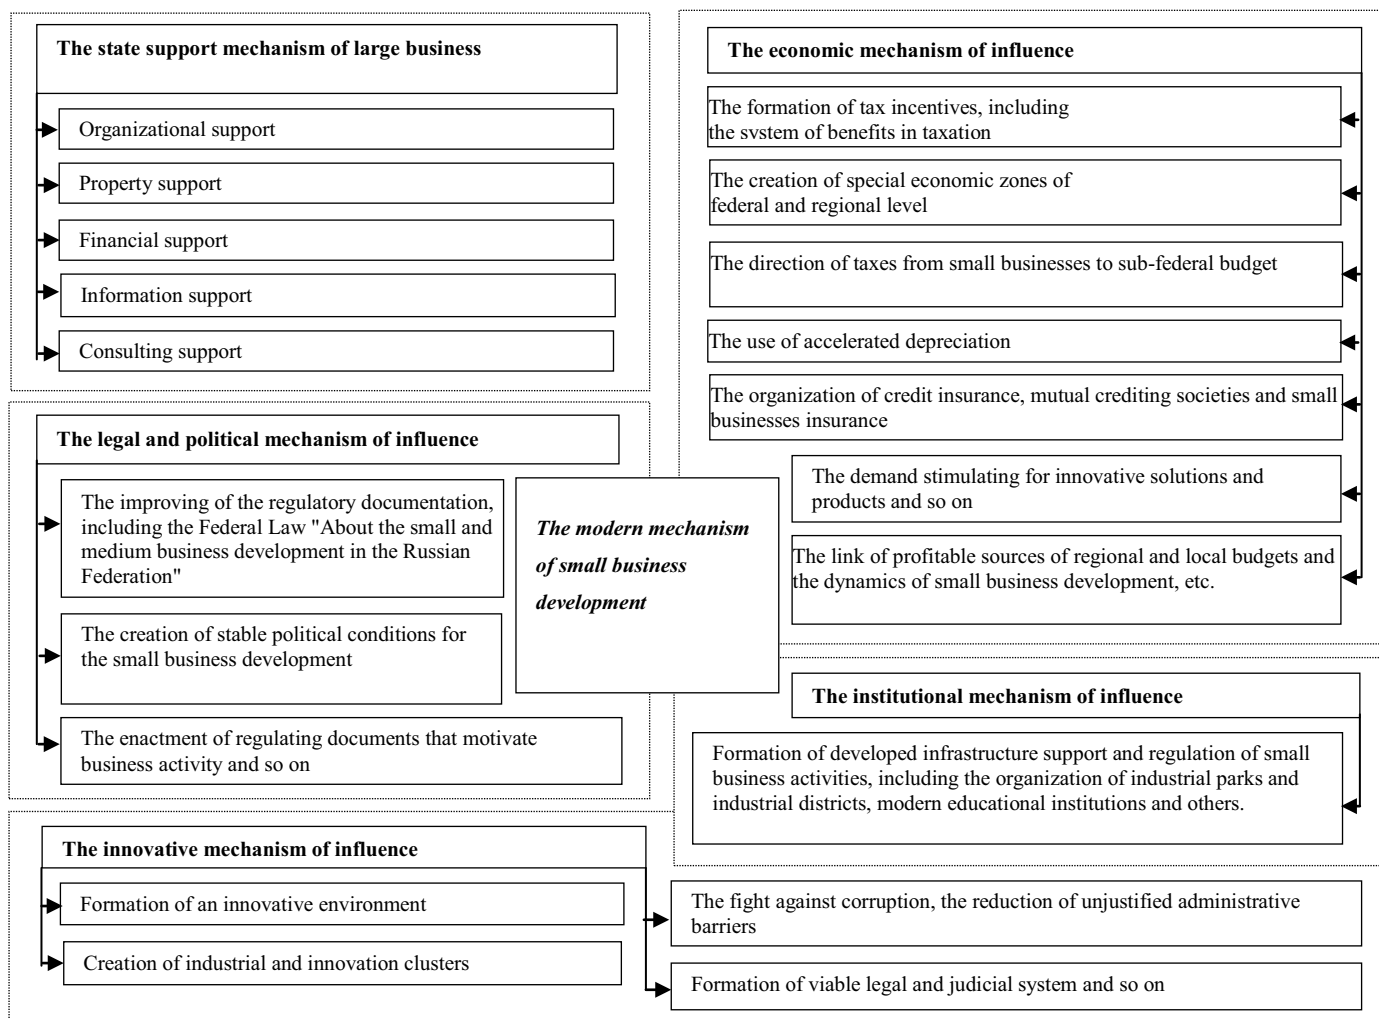 The state support mechanism of large business
Organizational support
Property support
Financial support
Information support
Consulting support
The economic mechanism of influence
The formation of tax incentives, including
the system of benefits in taxation
The creation of special economic zones of
federal and regional level
The direction of taxes from small businesses to sub-federal budget
The use of accelerated depreciation
The organization of credit insurance, mutual crediting societies and small
businesses insurance
The demand stimulating for innovative solutions and
products and so on
The link of profitable sources of regional and local budgets and
the dynamics of small business development, etc.
The legal and political mechanism of influence
The improving of the regulatory documentation,
including the Federal Law "About the small and
medium business development in the Russian
Federation"
The creation of stable political conditions for
the small business development
The enactment of regulating documents that motivate
business activity and so on
The modern mechanism
of small business
development
The institutional mechanism of influence
Formation of developed infrastructure support and regulation of small
business activities, including the organization of industrial parks and
industrial districts, modern educational institutions and others.
The innovative mechanism of influence
Formation of an innovative environment
Creation of industrial and innovation clusters
The fight against corruption, the reduction of unjustified administrative
barriers
Formation of viable legal and judicial system and so on